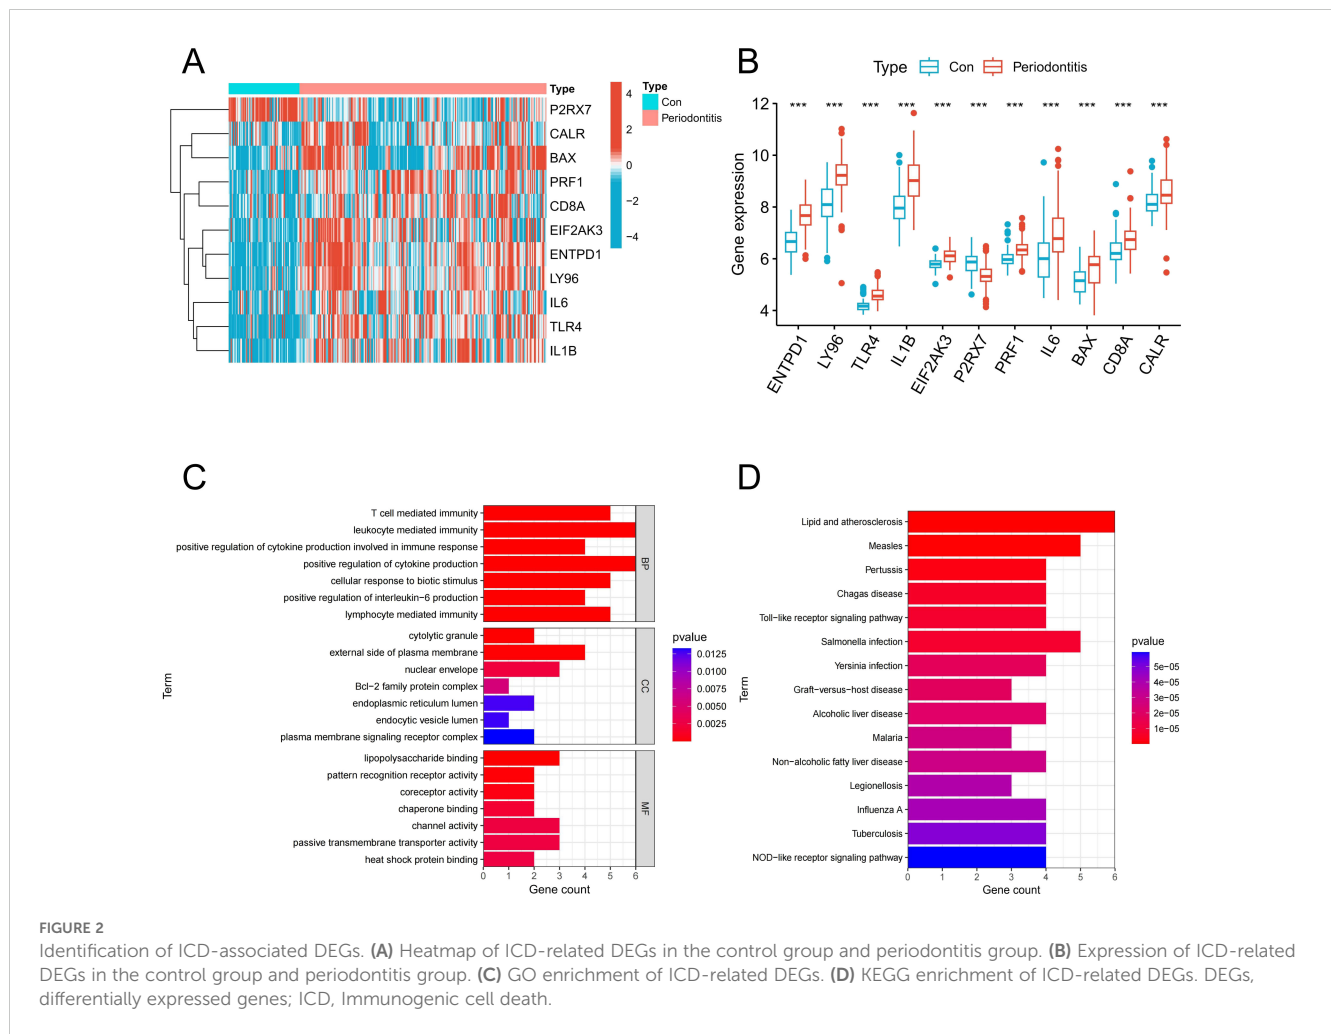 A
Type
P2RX7
CALR
BAX
PRF1
CD8A
EIF2AK3
ENTPD1
LY96
IL6
TLR4
IL1B
4
2
0
−2
−4
Type
Con
Periodontitis
B
Type Con Periodontitis
*** *** *** *** *** *** *** *** *** *** ***
Gene expression
12
10
8
6
4
ENTPD1 LY96 TLR4 IL1B EIF2AK3 P2RX7 PRF1 IL6 BAX CD8A CALR
C
Term
T cell mediated immunity
leukocyte mediated immunity
positive regulation of cytokine production involved in immune response
positive regulation of cytokine production
cellular response to biotic stimulus
positive regulation of interleukin−6 production
lymphocyte mediated immunity
BP
cytolytic granule
external side of plasma membrane
nuclear envelope
Bcl−2 family protein complex
endoplasmic reticulum lumen
endocytic vesicle lumen
plasma membrane signaling receptor complex
CC
lipopolysaccharide binding
pattern recognition receptor activity
coreceptor activity
chaperone binding
channel activity
passive transmembrane transporter activity
heat shock protein binding
MF
0 1 2 3 4 5 6
Gene count
pvalue
0.0125
0.0100
0.0075
0.0050
0.0025
D
Term
Lipid and atherosclerosis
Measles
Pertussis
Chagas disease
Toll−like receptor signaling pathway
Salmonella infection
Yersinia infection
Graft−versus−host disease
Alcoholic liver disease
Malaria
Non−alcoholic fatty liver disease
Legionellosis
Influenza A
Tuberculosis
NOD−like receptor signaling pathway
0 1 2 3 4 5 6
Gene count
pvalue
5e−05
4e−05
2e−05
1e−05
FIGURE 2
Identification of ICD-associated DEGs. (A) Heatmap of ICD-related DEGs in the control group and periodontitis group. (B) Expression of ICD-related
DEGs in the control group and periodontitis group. (C) GO enrichment of ICD-related DEGs. (D) KEGG enrichment of ICD-related DEGs. DEGs,
differentially expressed genes; ICD, Immunogenic cell death.